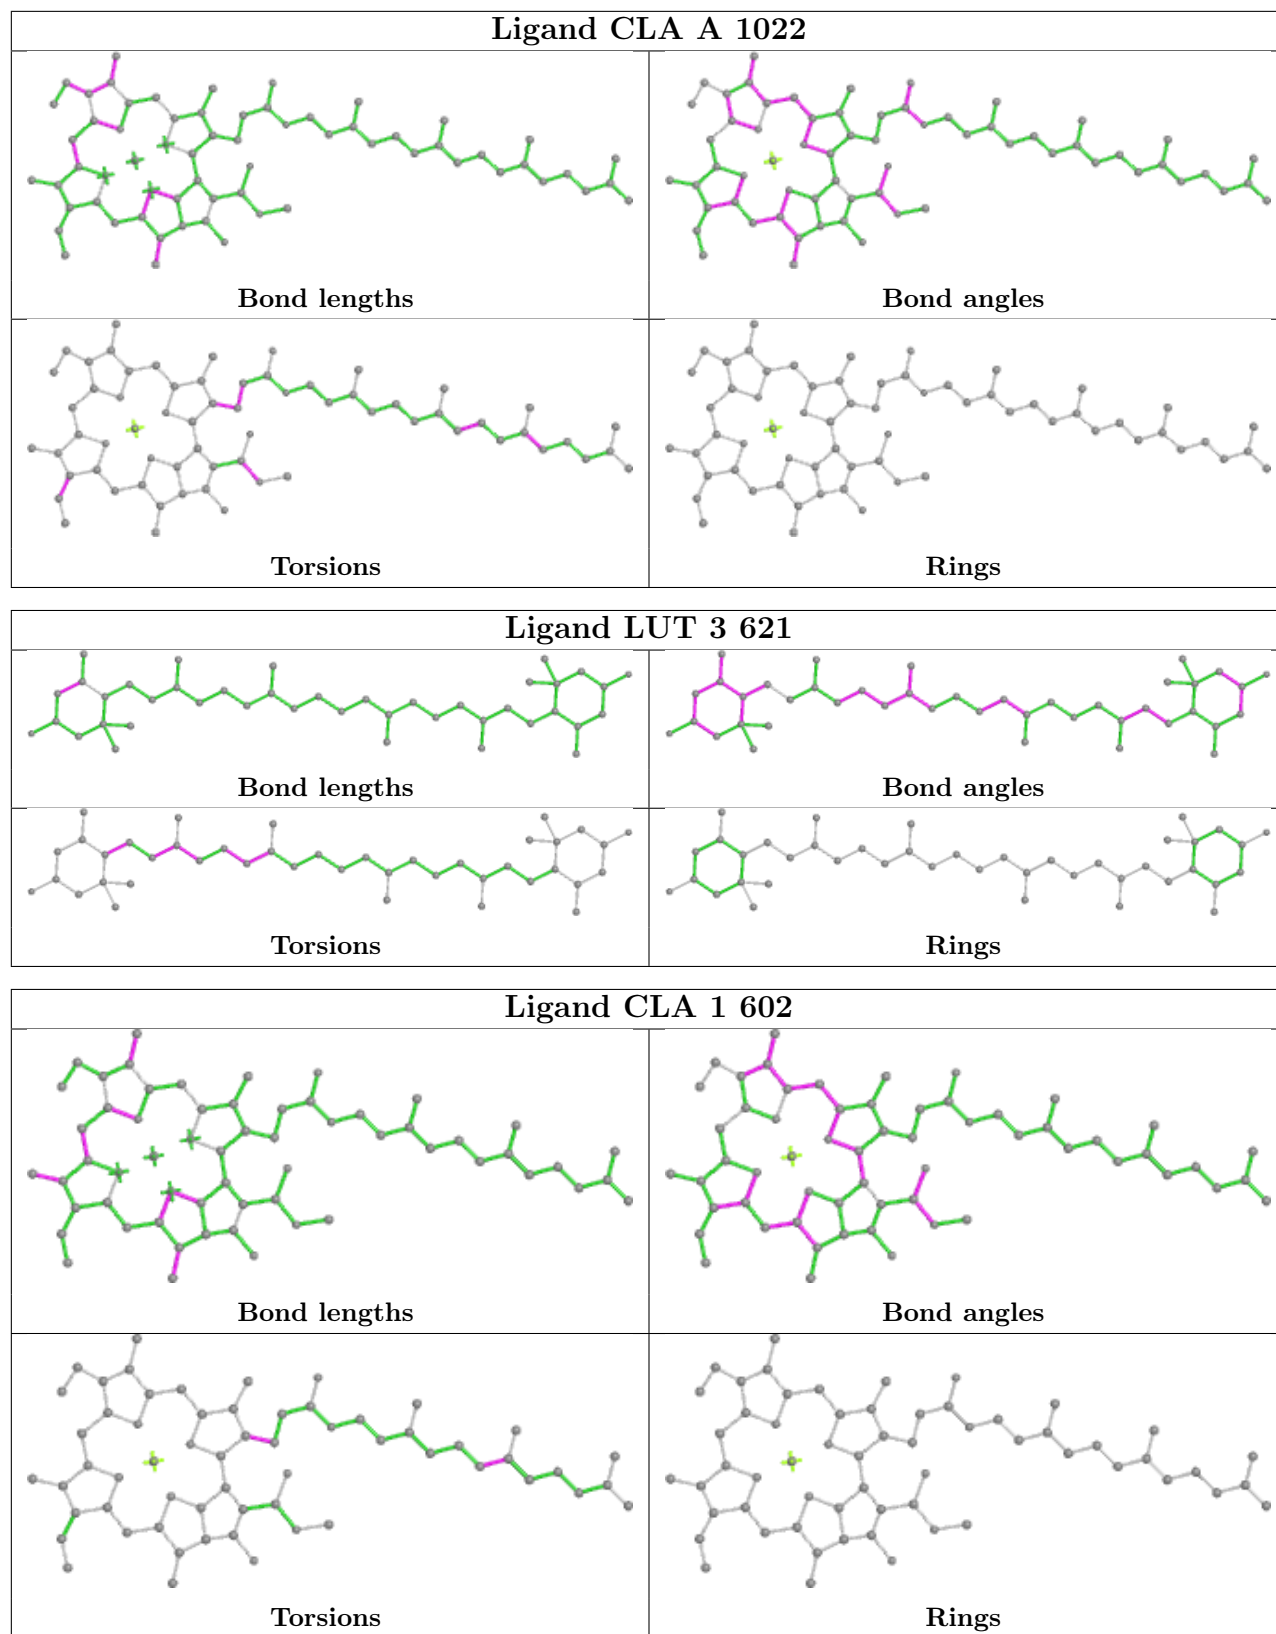 Ligand CLA A 1022
Bond lengths
Bond angles
Torsions
Rings
Ligand LUT 3 621
Bond lengths
Bond angles
Torsions
Rings
Ligand CLA 1 602
Bond lengths
Bond angles
Torsions
Rings